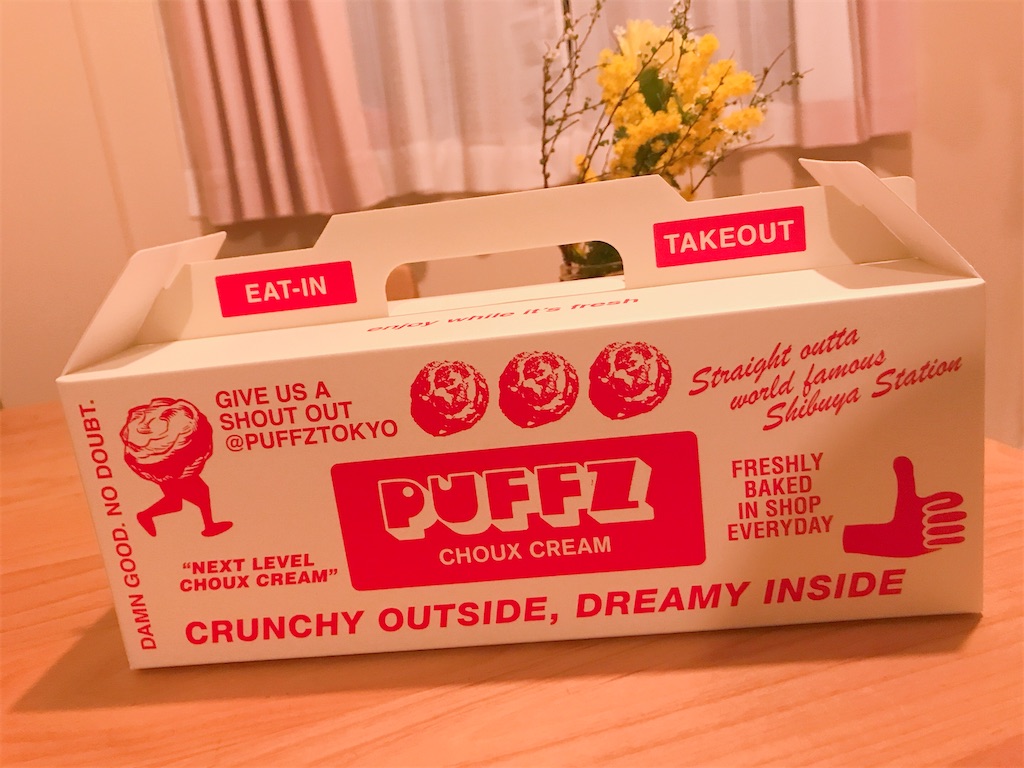 EAT-IN
TAKEOUT
enjoy while it's fresh
DAMN GOOD. NO DOUBT.
GIVE US A
SHOUT OUT
@PUFFZTOKYO
Straight outta
world famous
Shibuya Station
PUFFZ
CHOUX CREAM
FRESHLY
BAKED
IN SHOP
EVERYDAY
“NEXT LEVEL
CHOUX CREAM”
CRUNCHY OUTSIDE, DREAMY INSIDE